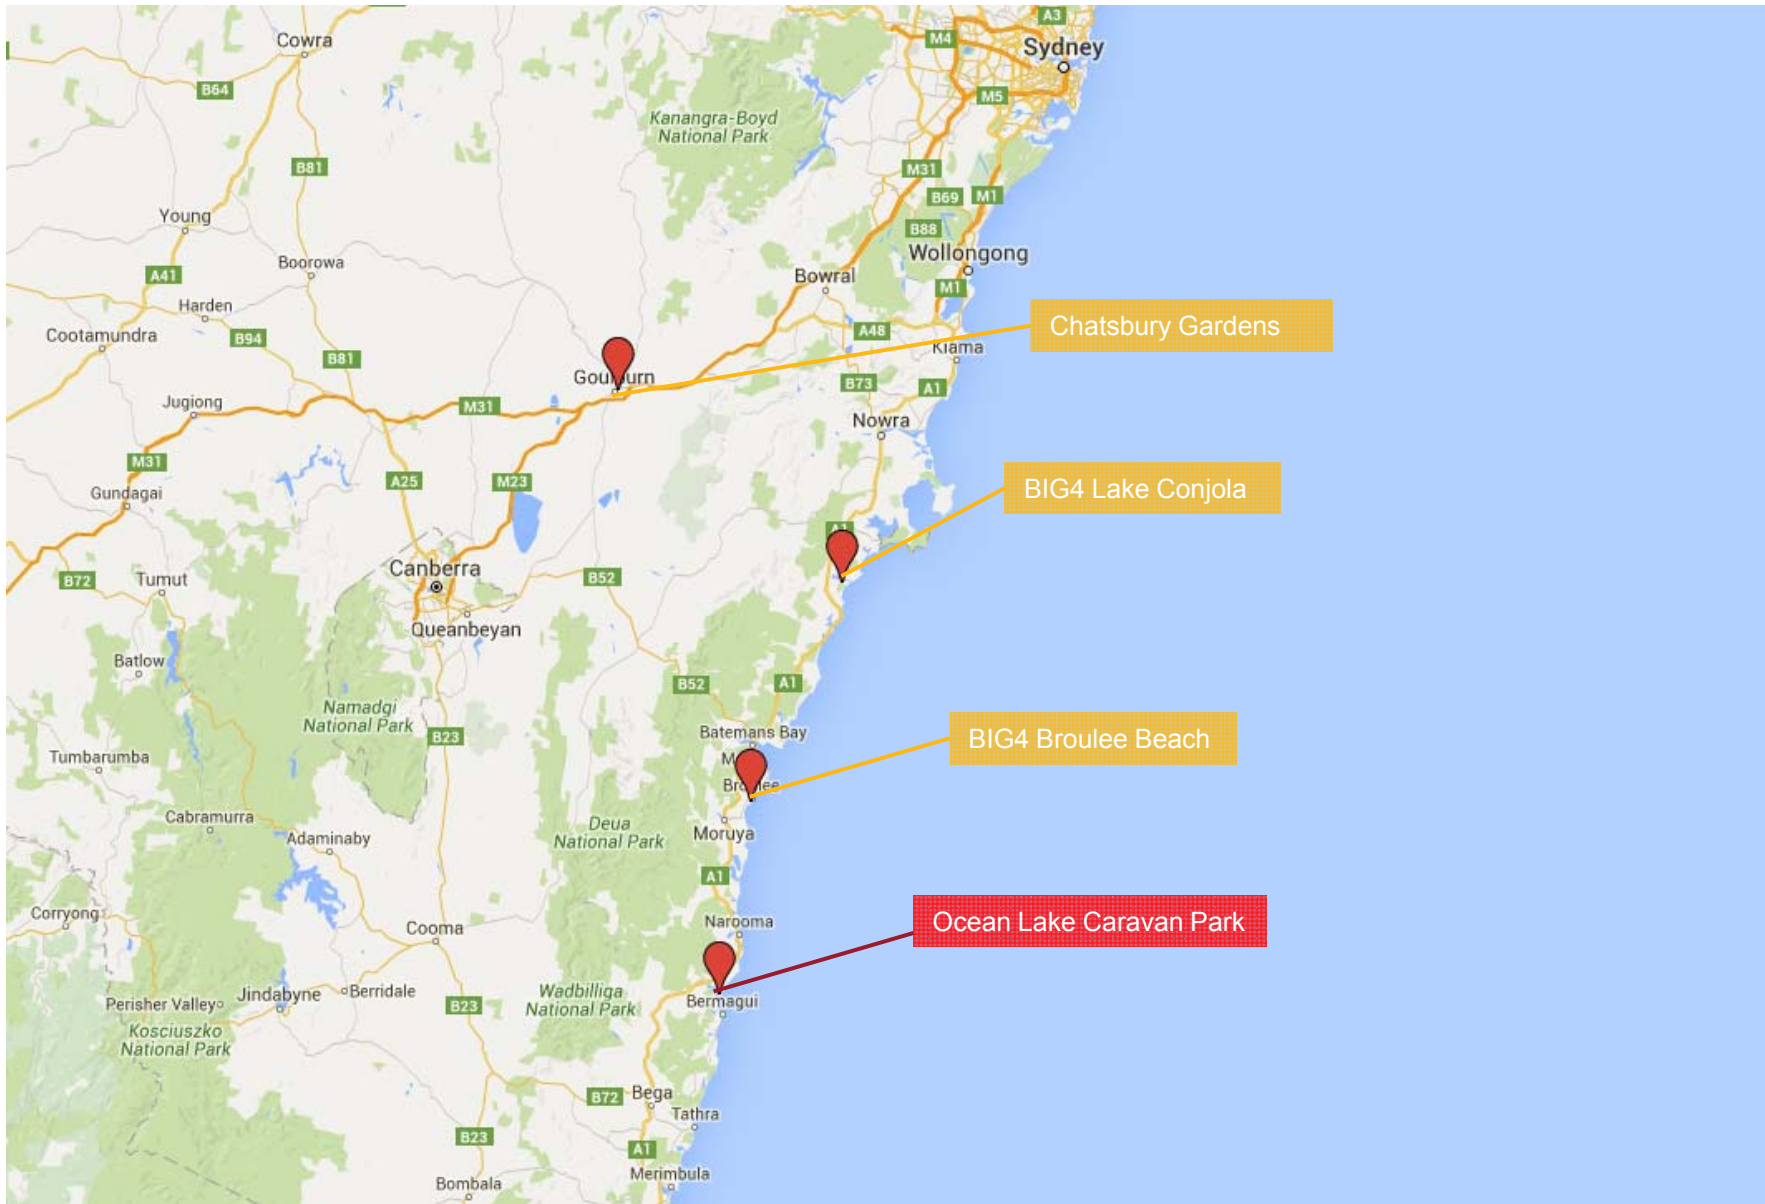 A3
Cowra
M4
Sydney
B64
M5
Kanangra-Boyd
National Park
B81
M31
B69
M1
Young
B88
Wollongong
Boorowa
A41
Bowral
M1
Harden
Chatsbury Gardens
Cootamundra
B94
A48
Kiama
B81
Goulburn
B73
A1
Jugiong
M31
Nowra
M31
A25
M23
BIG4 Lake Conjola
Gundagai
A1
Canberra
B72
Tumut
B52
Queanbeyan
Batlow
B52
A1
Namadgi
National Park
BIG4 Broulee Beach
Batemans Bay
B23
Tumbarumba
Broulee
Cabramurra
Deua
National Park
Moruya
Adaminaby
A1
Corryong
Ocean Lake Caravan Park
Narooma
Cooma
Wadbilliga
National Park
Jindabyne
Berridale
Perisher Valley
B23
Bermagui
Kosciuszko
National Park
B72
Bega
Tathra
B23
A1
Merimbula
Bombala